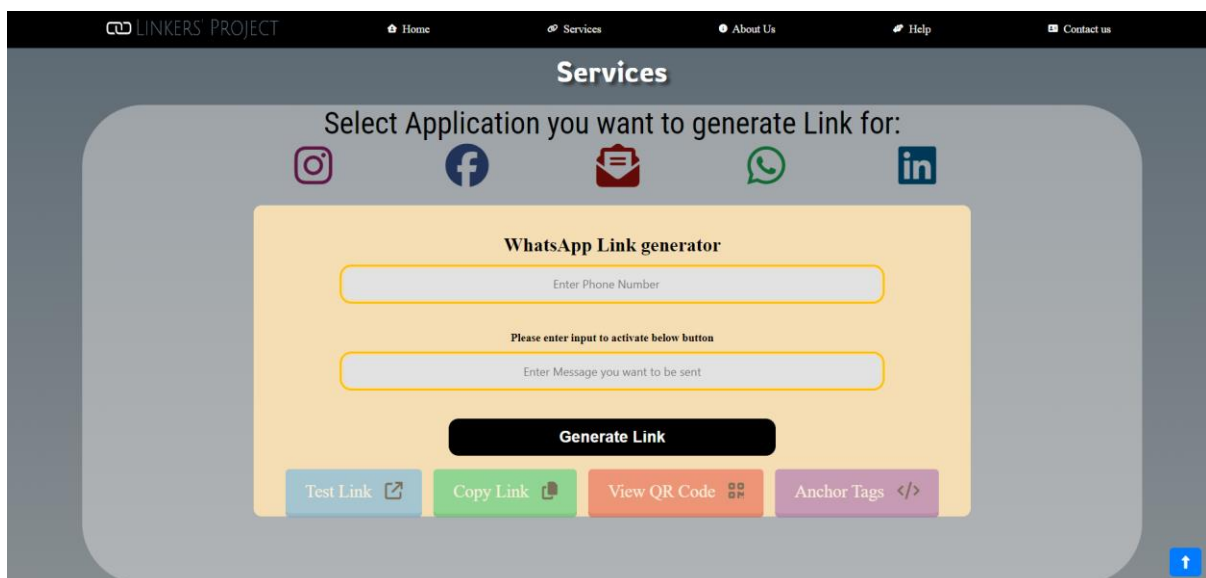 LINKERS' PROJECT Home Services About Us Help Contact us
Services
Select Application you want to generate Link for:
in
WhatsApp Link generator
Enter Phone Number
Please enter input to activate below button
Enter Message you want to be sent
Generate Link
Test Link Copy Link View QR Code Anchor Tags </>